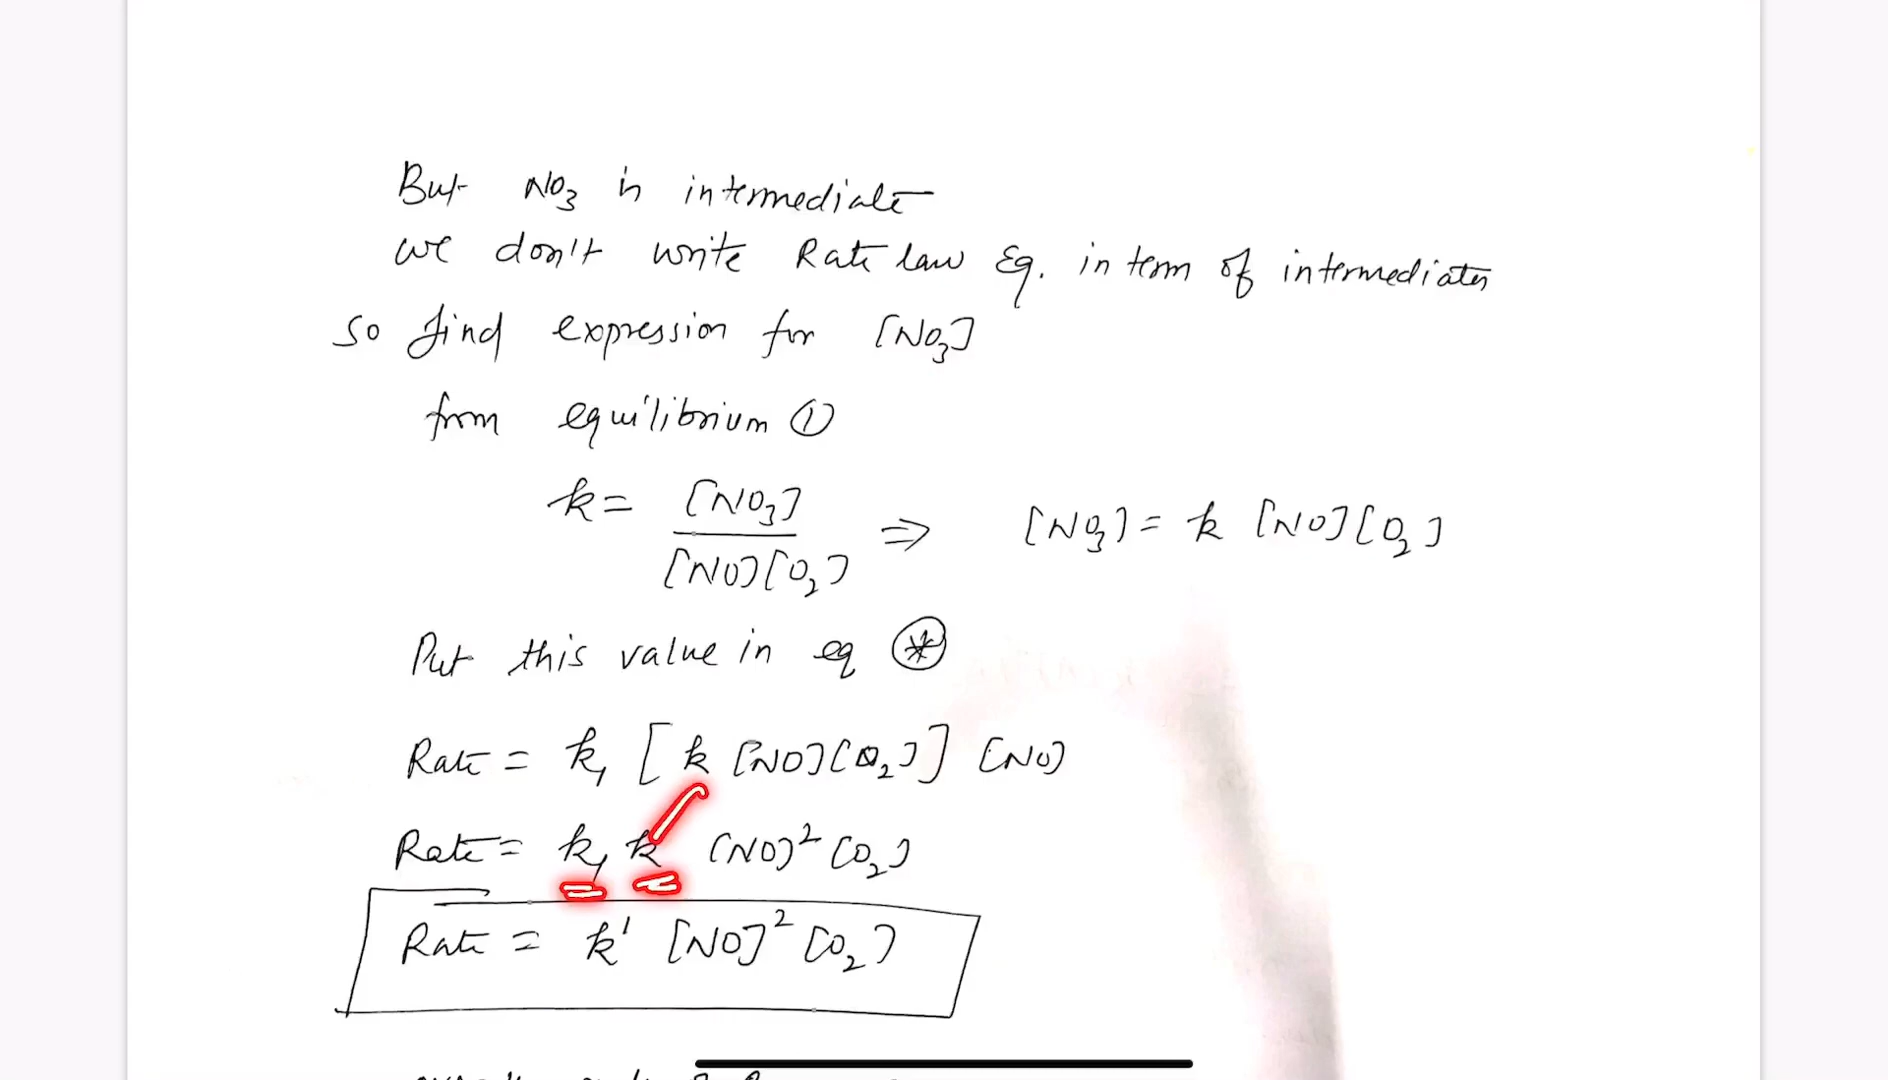 But NO₃ is intermediate
we don't write Rate law Eq. in term of intermediates
So find expression for [NO₃]
from equilibrium ①
k = [NO₃] / [NO][O₂] ⇒ [NO₃] = k [NO][O₂]
Put this value in eq ⊛
Rate = k₁ [k [NO][O₂]] [NO]
Rate = k₁ k [NO]² [O₂]
Rate = k' [NO]² [O₂]